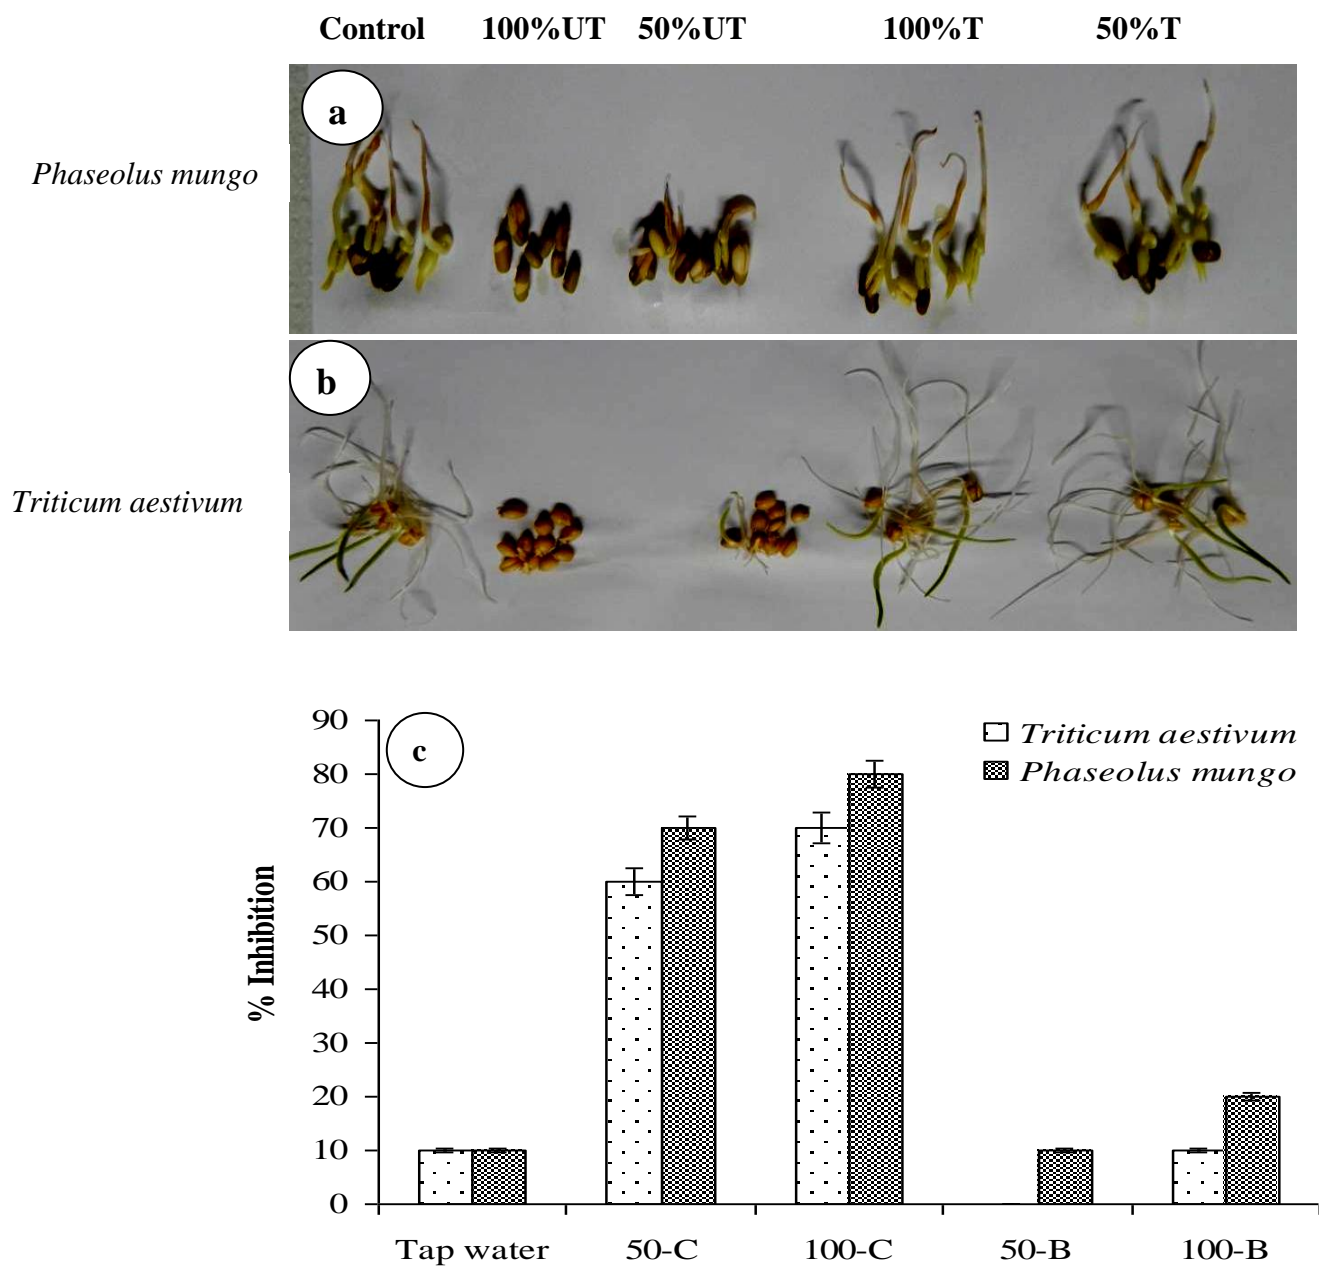 Control 100%UT 50%UT 100%T 50%T
a
Phaseolus mungo
b
Triticum aestivum
c
Triticum aestivum
Phaseolus mungo
% Inhibition
90
80
70
60
50
40
30
20
10
0
Tap water 50-C 100-C 50-B 100-B